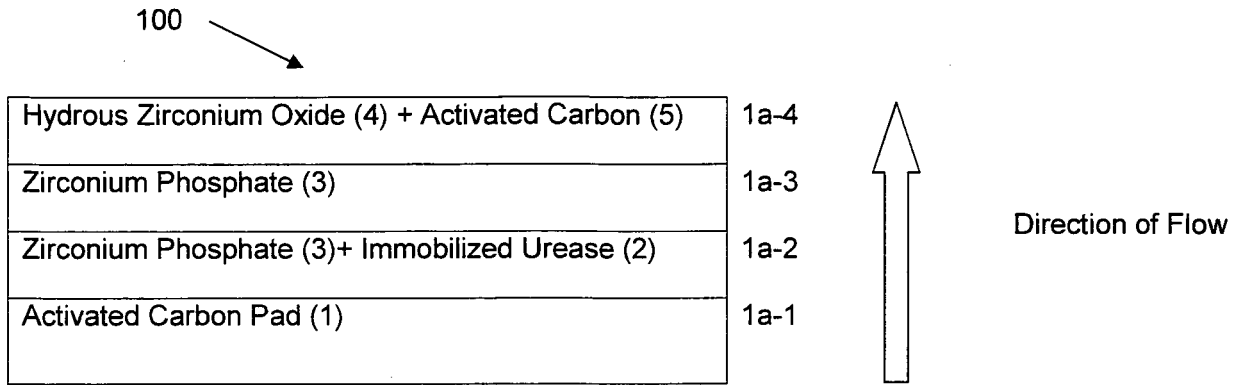 100
Hydrous Zirconium Oxide (4) + Activated Carbon (5) 1a-4
Zirconium Phosphate (3) 1a-3
Zirconium Phosphate (3)+ Immobilized Urease (2) 1a-2
Direction of Flow
Activated Carbon Pad (1) 1a-1